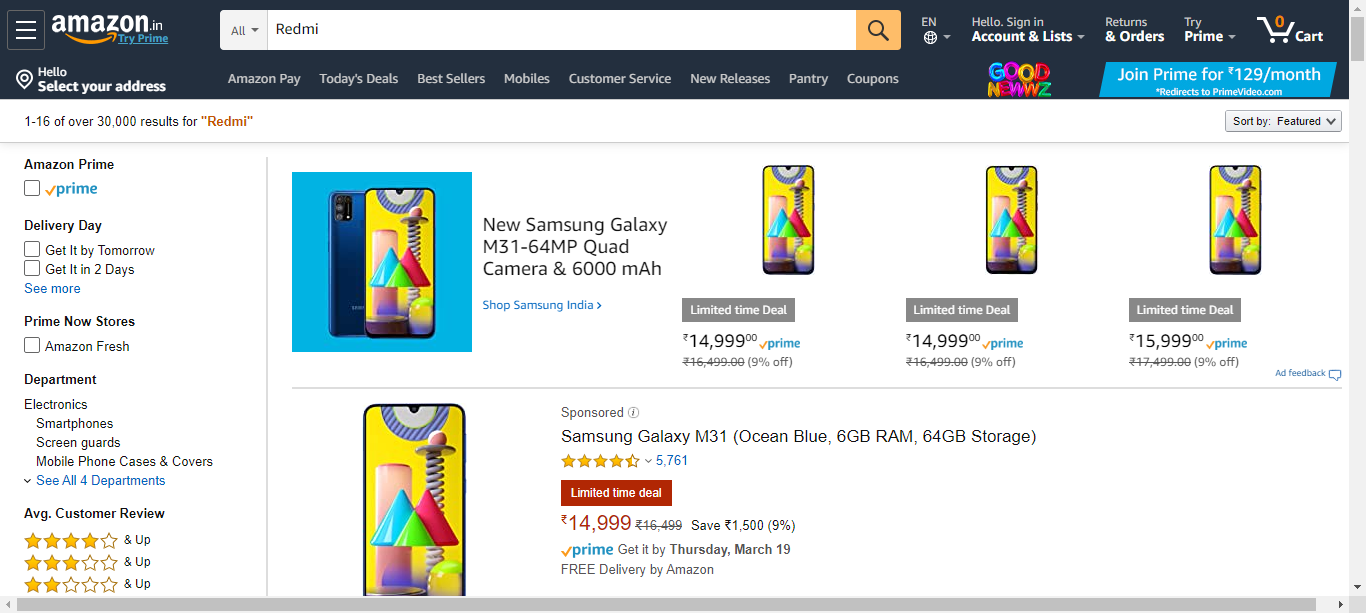 amazon.in
Try Prime
All
Redmi
EN
Hello. Sign in
Account & Lists
Returns
& Orders
Try
Prime
0
Cart
Hello
Select your address
Amazon Pay Today's Deals Best Sellers Mobiles Customer Service New Releases Pantry Coupons
GOOD
NEWWZ
Join Prime for ₹129/month
*Redirects to PrimeVideo.com
1-16 of over 30,000 results for "Redmi"
Sort by: Featured
Amazon Prime
prime
Delivery Day
Get It by Tomorrow
Get It in 2 Days
See more
Prime Now Stores
Amazon Fresh
Department
Electronics
Smartphones
Screen guards
Mobile Phone Cases & Covers
See All 4 Departments
Avg. Customer Review
& Up
& Up
& Up
SAMSUNG
New Samsung Galaxy
M31-64MP Quad
Camera & 6000 mAh
Shop Samsung India ›
Limited time Deal
₹14,99900 prime
₹16,499.00 (9% off)
Limited time Deal
₹14,99900 prime
₹16,499.00 (9% off)
Limited time Deal
₹15,99900 prime
₹17,499.00 (9% off)
Ad feedback
Sponsored
Samsung Galaxy M31 (Ocean Blue, 6GB RAM, 64GB Storage)
5,761
Limited time deal
₹14,999 ₹16,499 Save ₹1,500 (9%)
prime Get it by Thursday, March 19
FREE Delivery by Amazon